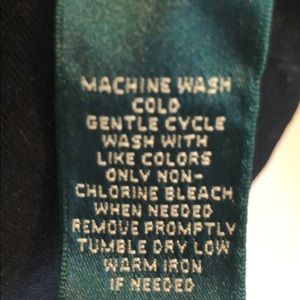 MACHINE WASH
COLD
GENTLE CYCLE
WASH WITH
LIKE COLORS
ONLY NON-
CHLORINE BLEACH
WHEN NEEDED
REMOVE PROMPTLY
TUMBLE DRY LOW
WARM IRON
IF NEEDED